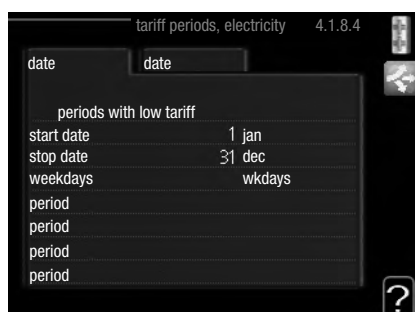 tariff periods, electricity 4.1.8.4
date date
periods with low tariff
start date 1 jan
stop date 31 dec
weekdays wkdays
period
period
period
period
?